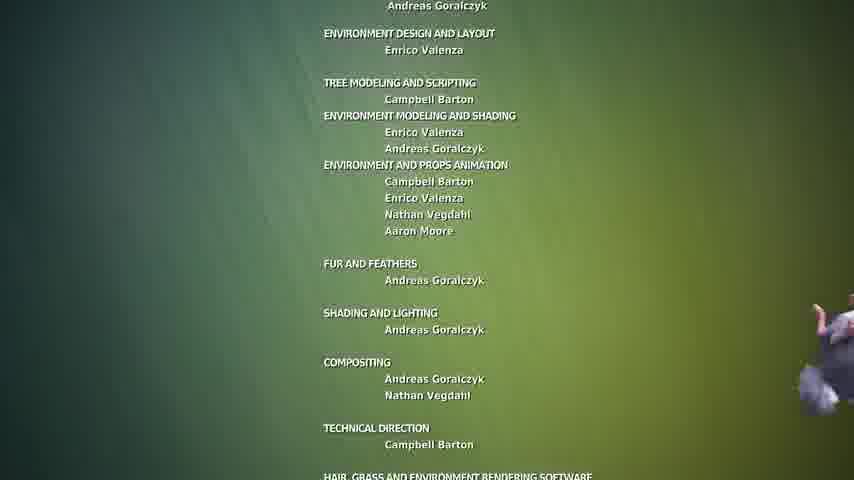 Andreas Goralczyk
ENVIRONMENT DESIGN AND LAYOUT
Enrico Valenza
TREE MODELING AND SCRIPTING
Campbell Barton
ENVIRONMENT MODELING AND SHADING
Enrico Valenza
Andreas Goralczyk
ENVIRONMENT AND PROPS ANIMATION
Campbell Barton
Enrico Valenza
Nathan Vegdahl
Aaron Moore
FUR AND FEATHERS
Andreas Goralczyk
SHADING AND LIGHTING
Andreas Goralczyk
COMPOSITING
Andreas Goralczyk
Nathan Vegdahl
TECHNICAL DIRECTION
Campbell Barton
HAIR, GRASS AND ENVIRONMENT RENDERING SOFTWARE